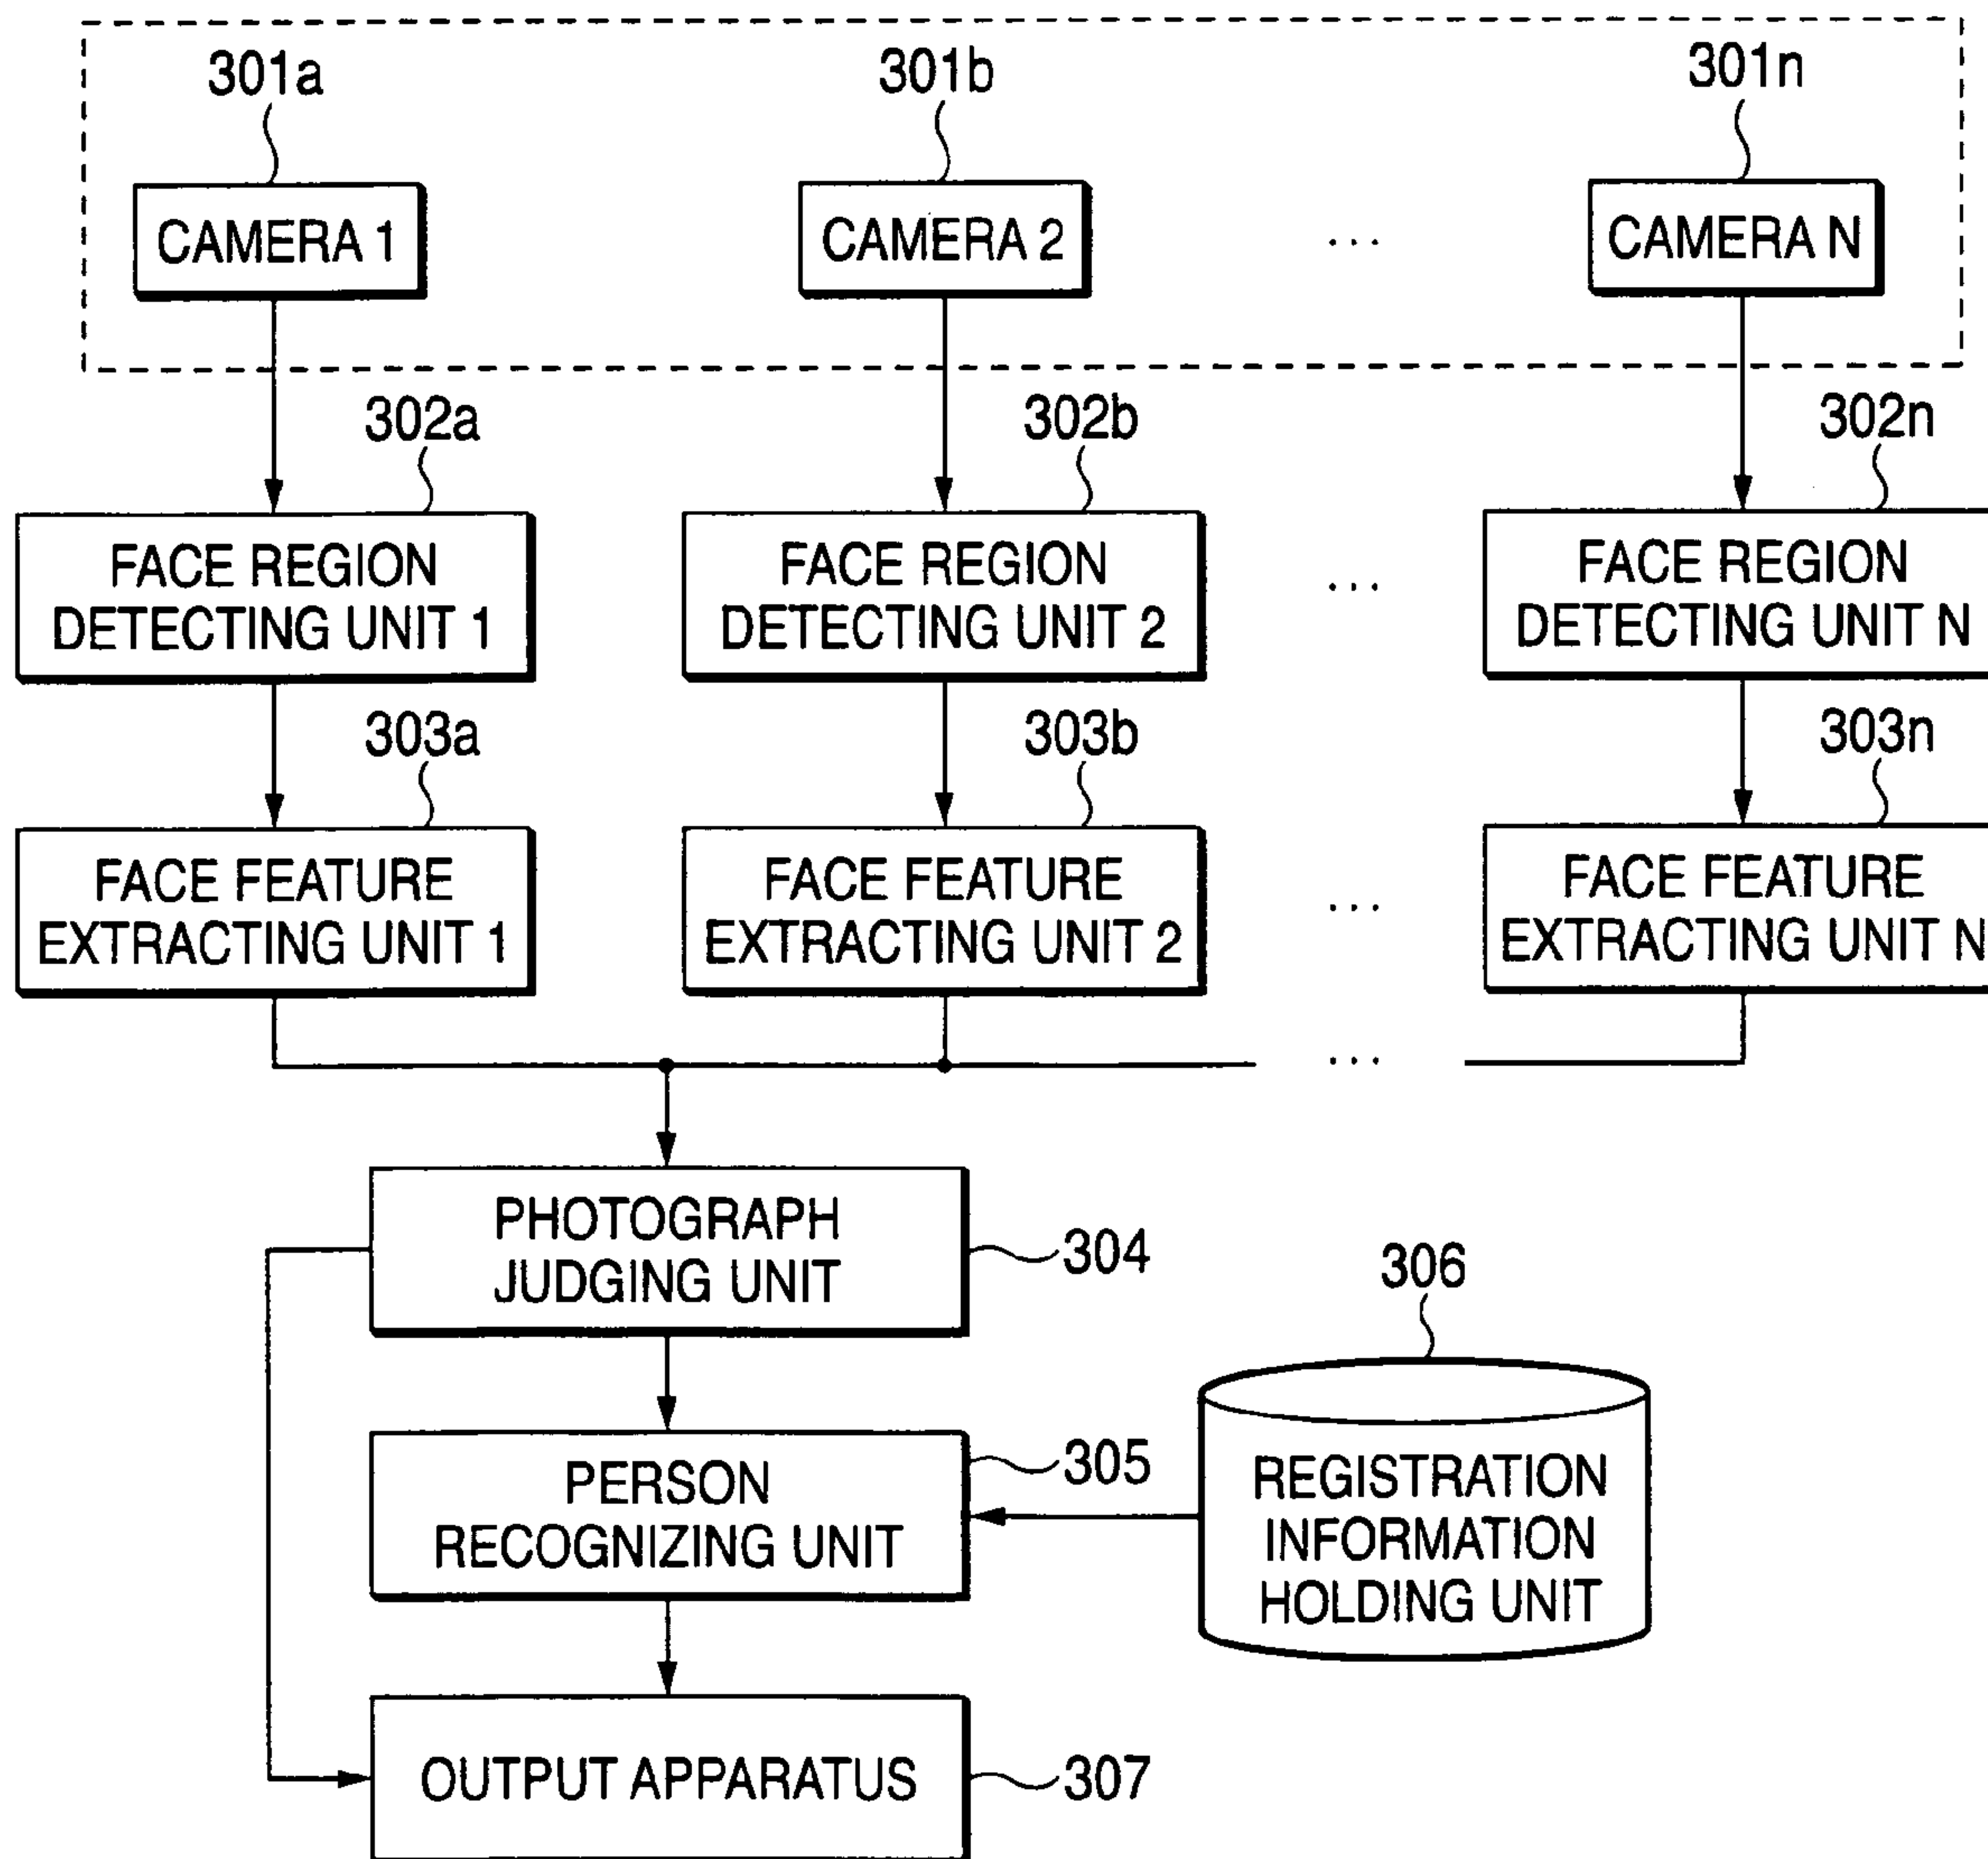 301a
301b
301n
CAMERA 1
CAMERA 2
...
CAMERA N
302a
302b
302n
FACE REGION
DETECTING UNIT 1
FACE REGION
DETECTING UNIT 2
...
FACE REGION
DETECTING UNIT N
303a
303b
303n
FACE FEATURE
EXTRACTING UNIT 1
FACE FEATURE
EXTRACTING UNIT 2
...
FACE FEATURE
EXTRACTING UNIT N
...
PHOTOGRAPH
JUDGING UNIT
304
306
PERSON
RECOGNIZING UNIT
305
REGISTRATION
INFORMATION
HOLDING UNIT
OUTPUT APPARATUS
307